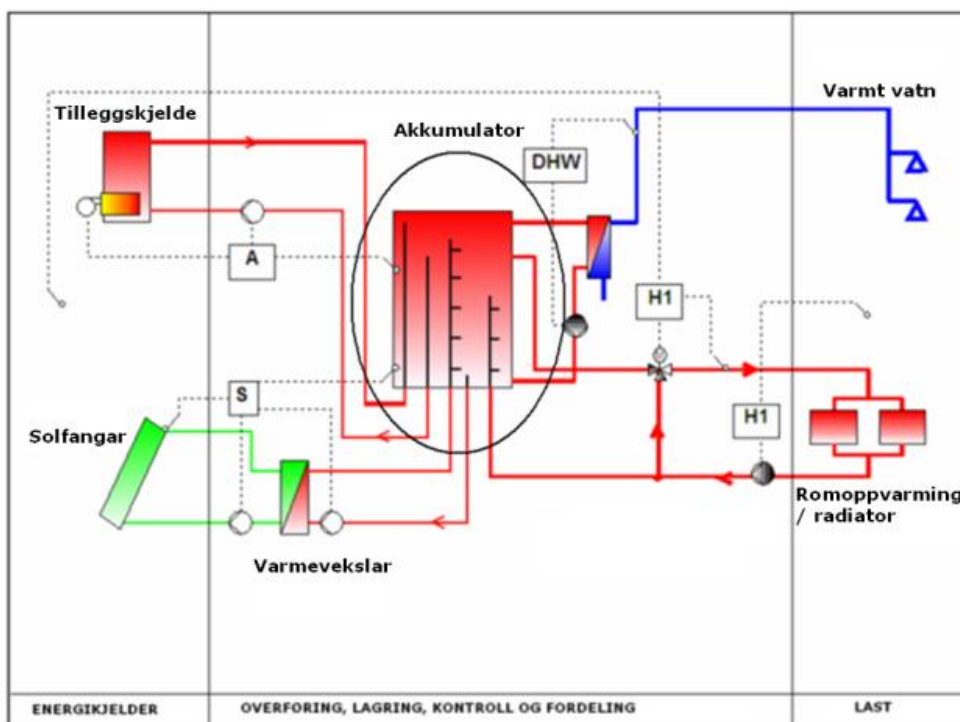 Varmt vatn
Tilleggskjelde
Akkumulator
DHW
A
H1
S
H1
Solfangar
Varmevekslar
Romoppvarming
/ radiator
ENERGIKJELDER
OVERFORING, LAGRING, KONTROLL OG FORDELING
LAST